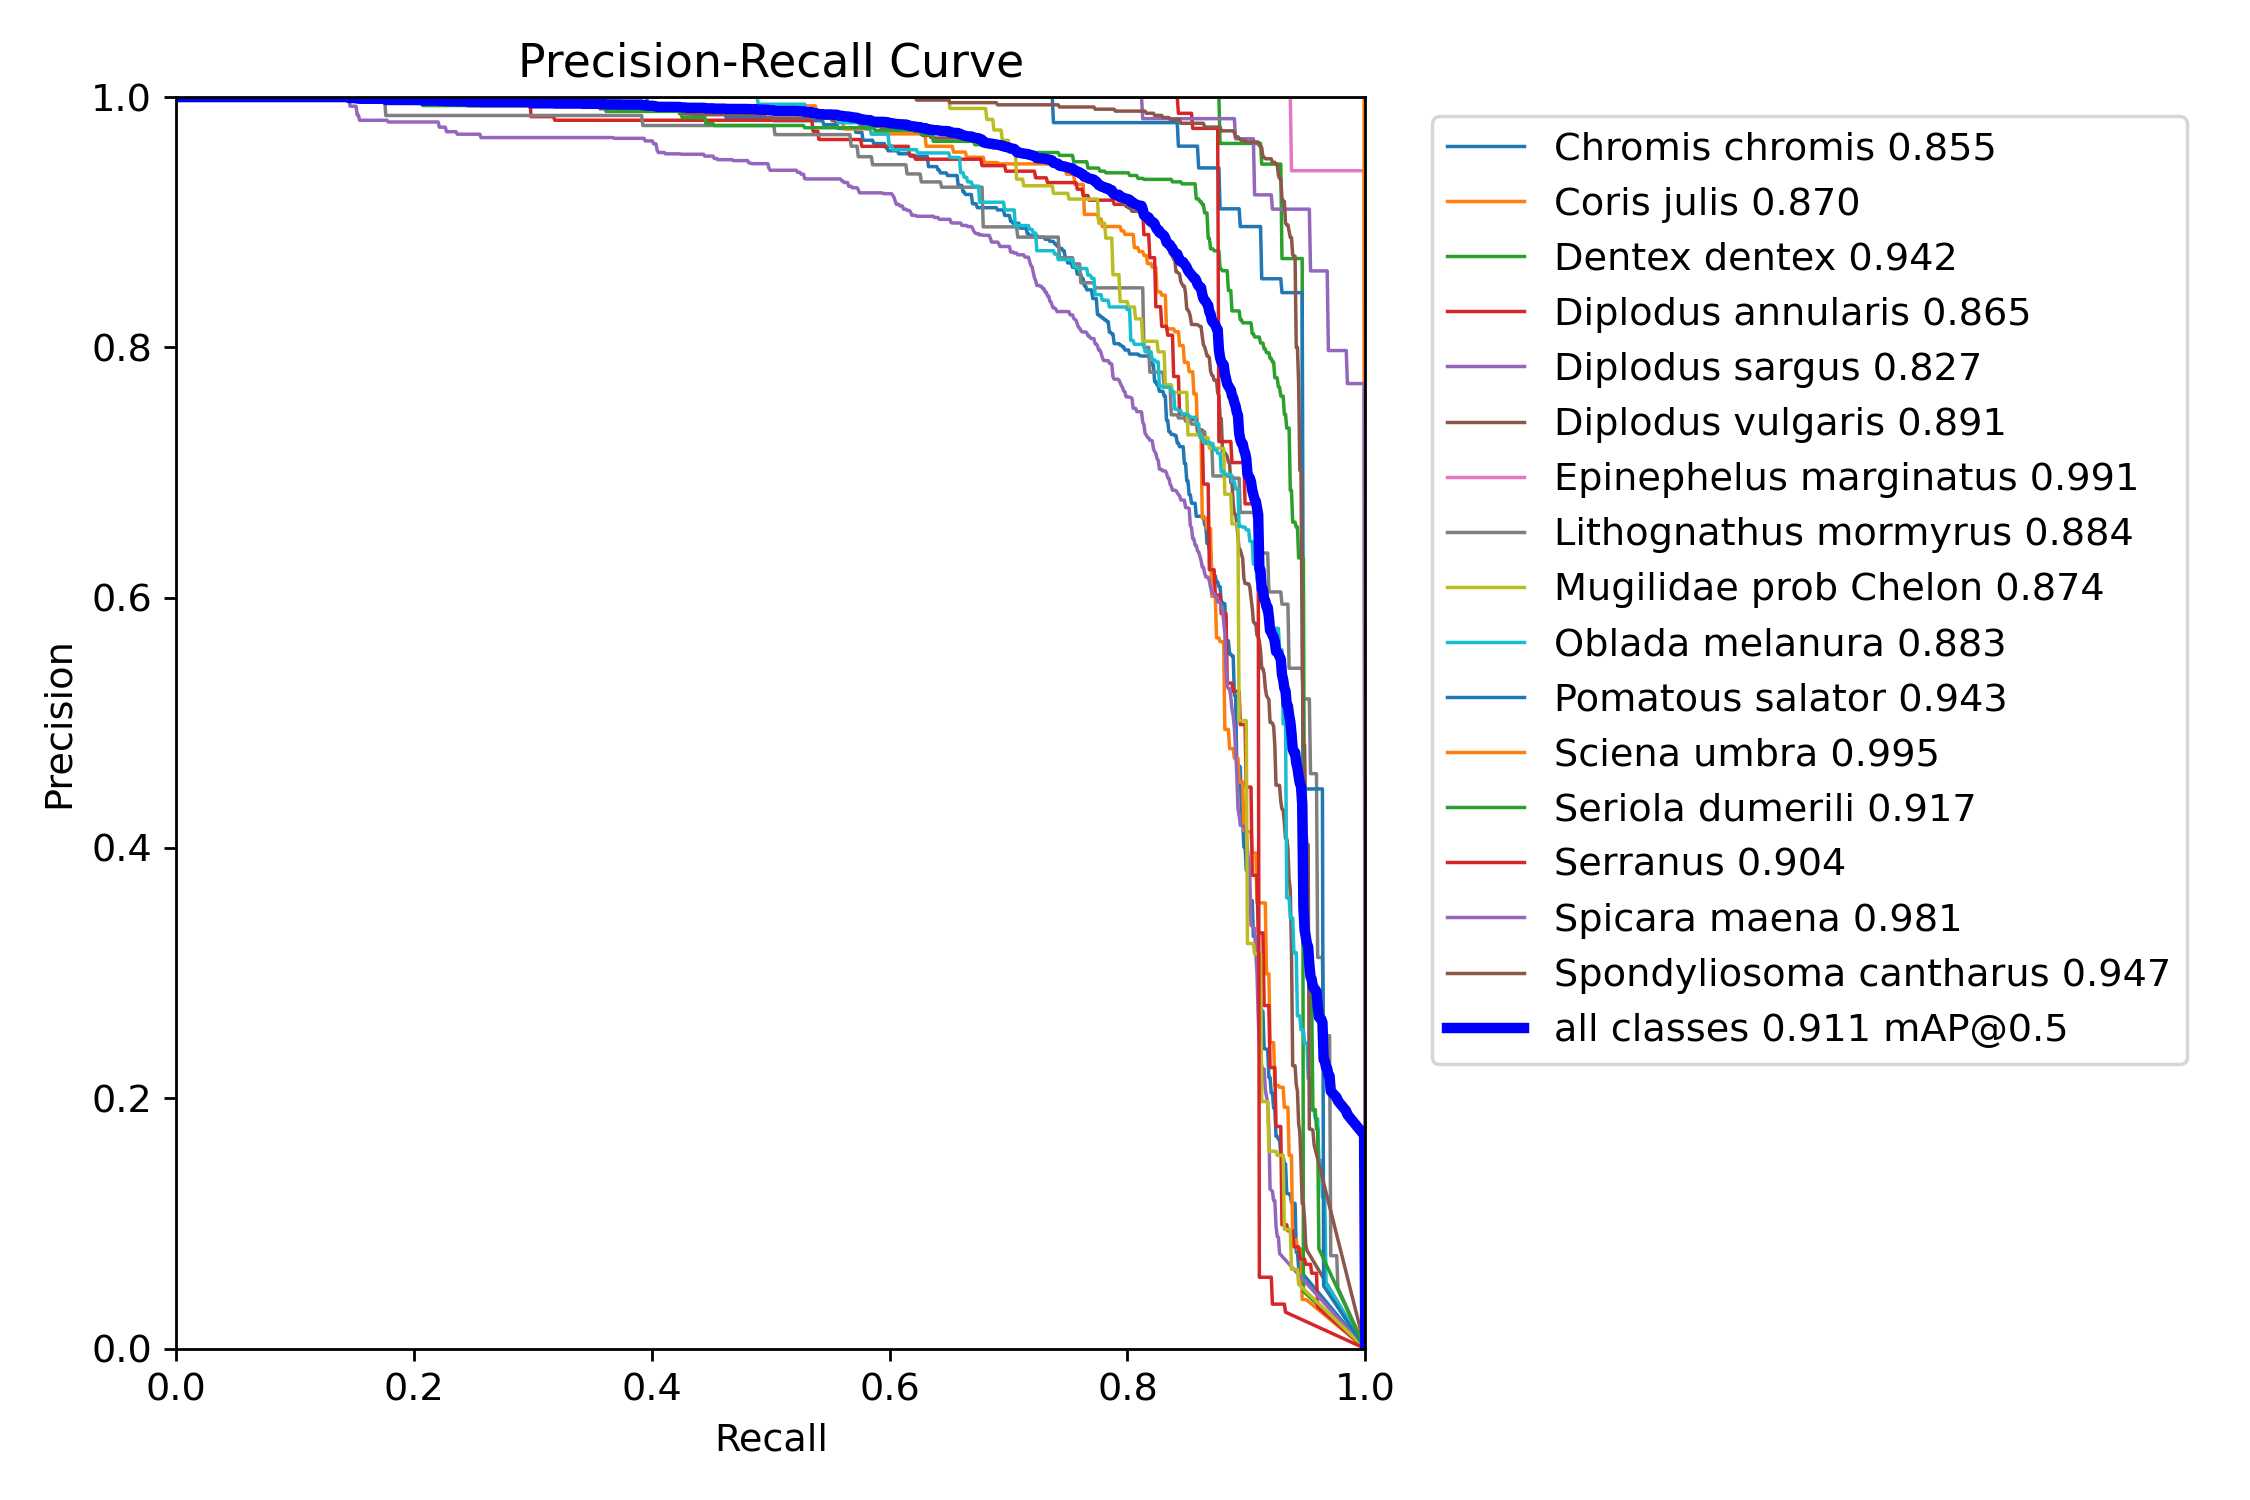 Precision-Recall Curve
1.0
0.8
0.6
0.4
0.2
0.0
Precision
0.0 0.2 0.4 0.6 0.8 1.0
Recall
Chromis chromis 0.855
Coris julis 0.870
Dentex dentex 0.942
Diplodus annularis 0.865
Diplodus sargus 0.827
Diplodus vulgaris 0.891
Epinephelus marginatus 0.991
Lithognathus mormyrus 0.884
Mugilidae prob Chelon 0.874
Oblada melanura 0.883
Pomatous salator 0.943
Sciena umbra 0.995
Seriola dumerili 0.917
Serranus 0.904
Spicara maena 0.981
Spondyliosoma cantharus 0.947
all classes 0.911 mAP@0.5